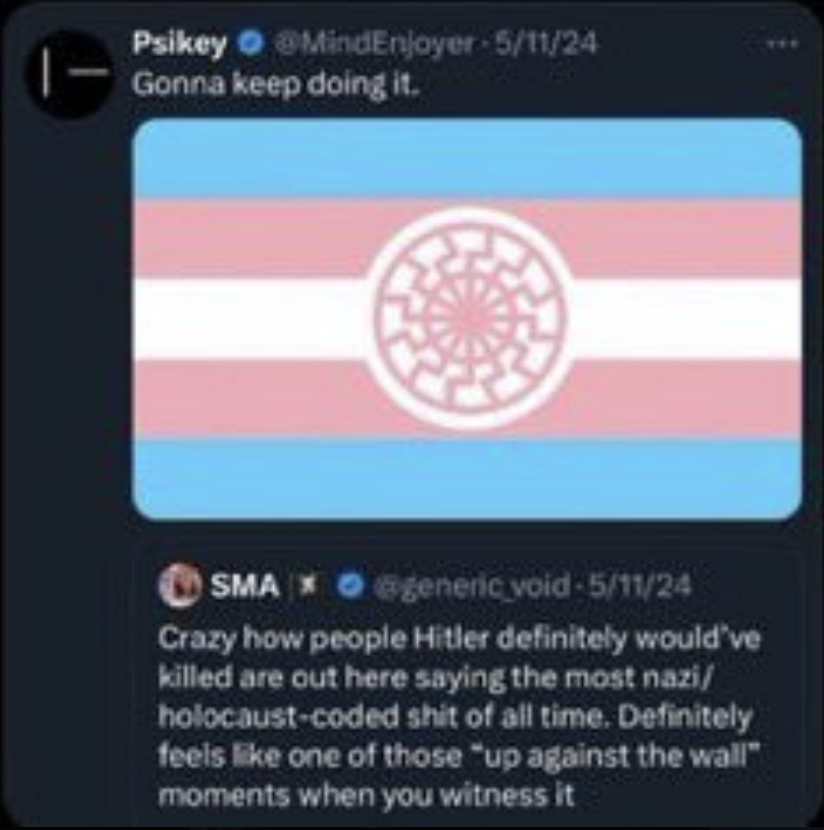 Psikey @MindEnjoyer · 5/11/24
Gonna keep doing it.
SMA @generic_void · 5/11/24
Crazy how people Hitler definitely would've
killed are out here saying the most nazi/
holocaust-coded shit of all time. Definitely
feels like one of those "up against the wall"
moments when you witness it